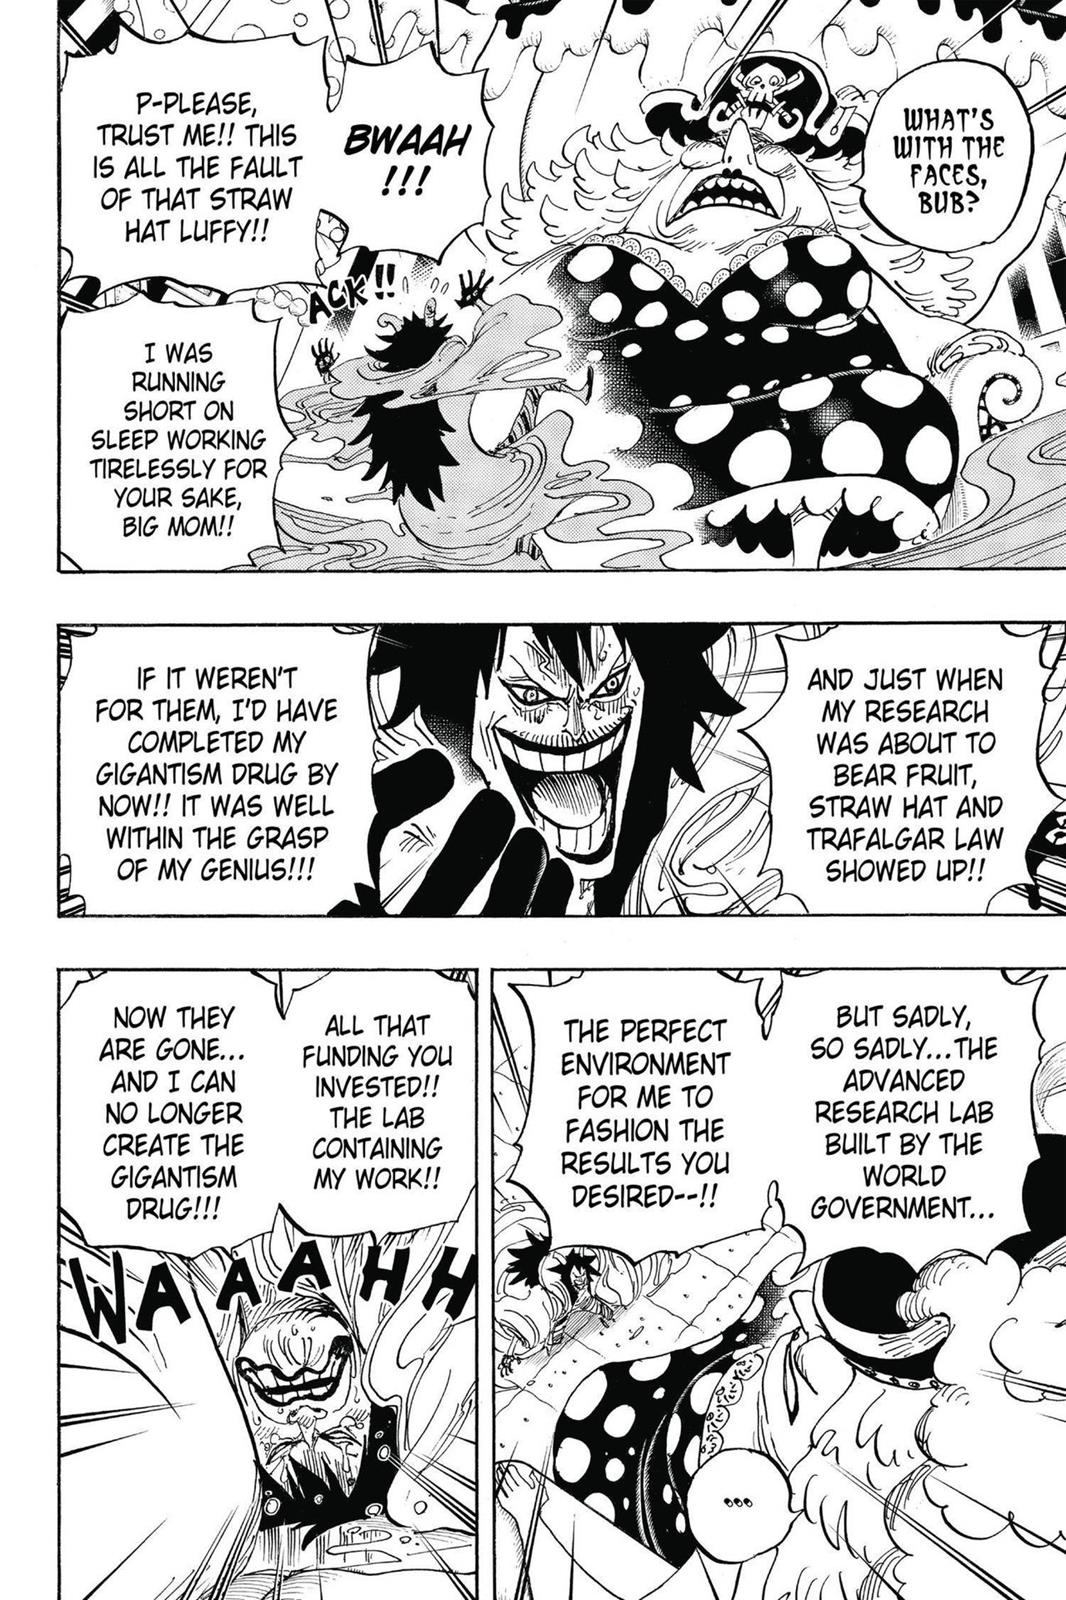 WHAT'S
WITH THE
FACES,
BUB?
BWAAH
!!!
P-PLEASE,
TRUST ME!! THIS
IS ALL THE FAULT
OF THAT STRAW
HAT LUFFY!!
ACK!!
I WAS
RUNNING
SHORT ON
SLEEP WORKING
TIRELESSLY FOR
YOUR SAKE,
BIG MOM!!
AND JUST WHEN
MY RESEARCH
WAS ABOUT TO
BEAR FRUIT,
STRAW HAT AND
TRAFALGAR LAW
SHOWED UP!!
IF IT WEREN'T
FOR THEM, I'D HAVE
COMPLETED MY
GIGANTISM DRUG BY
NOW!! IT WAS WELL
WITHIN THE GRASP
OF MY GENIUS!!!
BUT SADLY,
SO SADLY...THE
ADVANCED
RESEARCH LAB
BUILT BY THE
WORLD
GOVERNMENT...
THE PERFECT
ENVIRONMENT
FOR ME TO
FASHION THE
RESULTS YOU
DESIRED--!!
...
ALL THAT
FUNDING YOU
INVESTED!!
THE LAB
CONTAINING
MY WORK!!
NOW THEY
ARE GONE...
AND I CAN
NO LONGER
CREATE THE
GIGANTISM
DRUG!!!
WAAAAHH